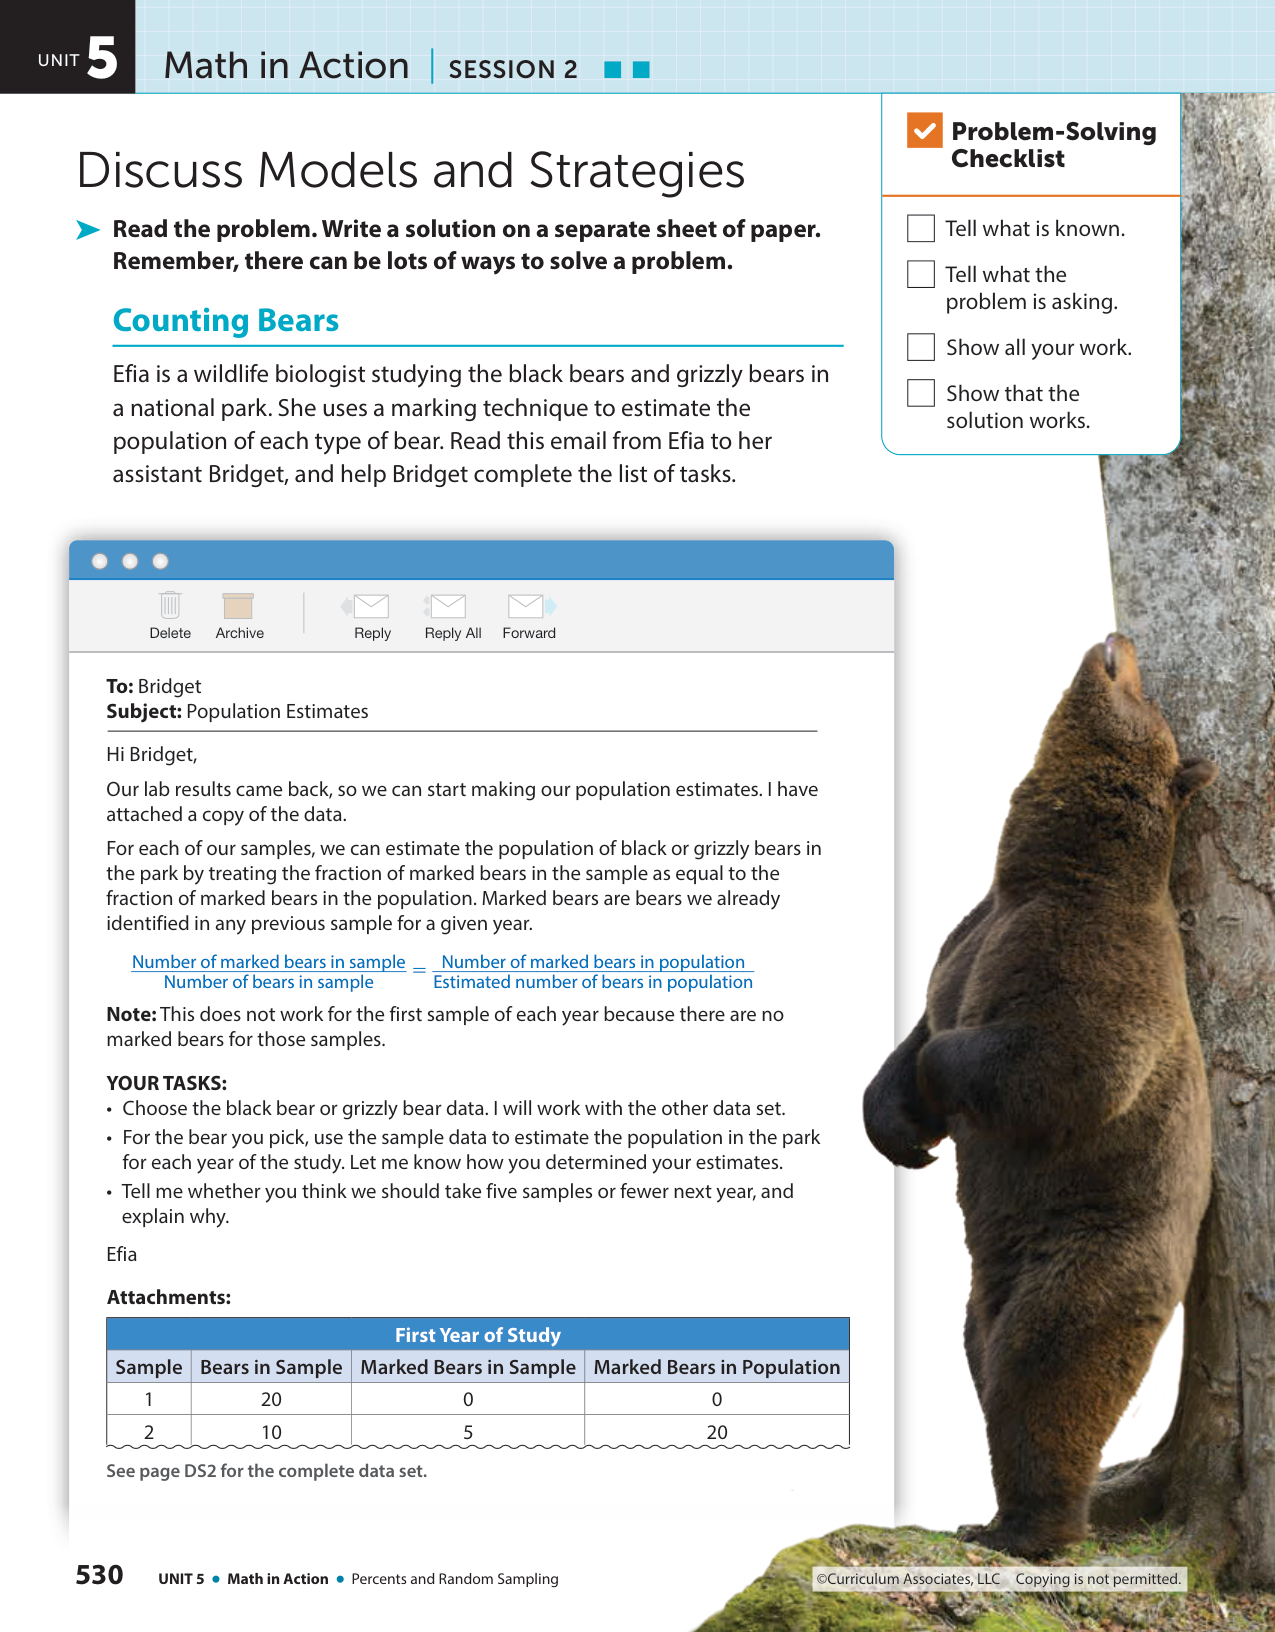 UNIT 5 Math in Action | SESSION 2
Problem-Solving
Checklist
Tell what is known.
Tell what the
problem is asking.
Show all your work.
Show that the
solution works.
Discuss Models and Strategies
Read the problem. Write a solution on a separate sheet of paper.
Remember, there can be lots of ways to solve a problem.
Counting Bears
Efia is a wildlife biologist studying the black bears and grizzly bears in
a national park. She uses a marking technique to estimate the
population of each type of bear. Read this email from Efia to her
assistant Bridget, and help Bridget complete the list of tasks.
Delete Archive Reply Reply All Forward
To: Bridget
Subject: Population Estimates
Hi Bridget,
Our lab results came back, so we can start making our population estimates. I have
attached a copy of the data.
For each of our samples, we can estimate the population of black or grizzly bears in
the park by treating the fraction of marked bears in the sample as equal to the
fraction of marked bears in the population. Marked bears are bears we already
identified in any previous sample for a given year.
Number of marked bears in sample = Number of marked bears in population
Number of bears in sample Estimated number of bears in population
Note: This does not work for the first sample of each year because there are no
marked bears for those samples.
YOUR TASKS:
• Choose the black bear or grizzly bear data. I will work with the other data set.
• For the bear you pick, use the sample data to estimate the population in the park
for each year of the study. Let me know how you determined your estimates.
• Tell me whether you think we should take five samples or fewer next year, and
explain why.
Efia
Attachments:
First Year of Study
Sample Bears in Sample Marked Bears in Sample Marked Bears in Population
1 20 0 0
2 10 5 20
See page DS2 for the complete data set.
530 UNIT 5 • Math in Action • Percents and Random Sampling
©Curriculum Associates, LLC Copying is not permitted.